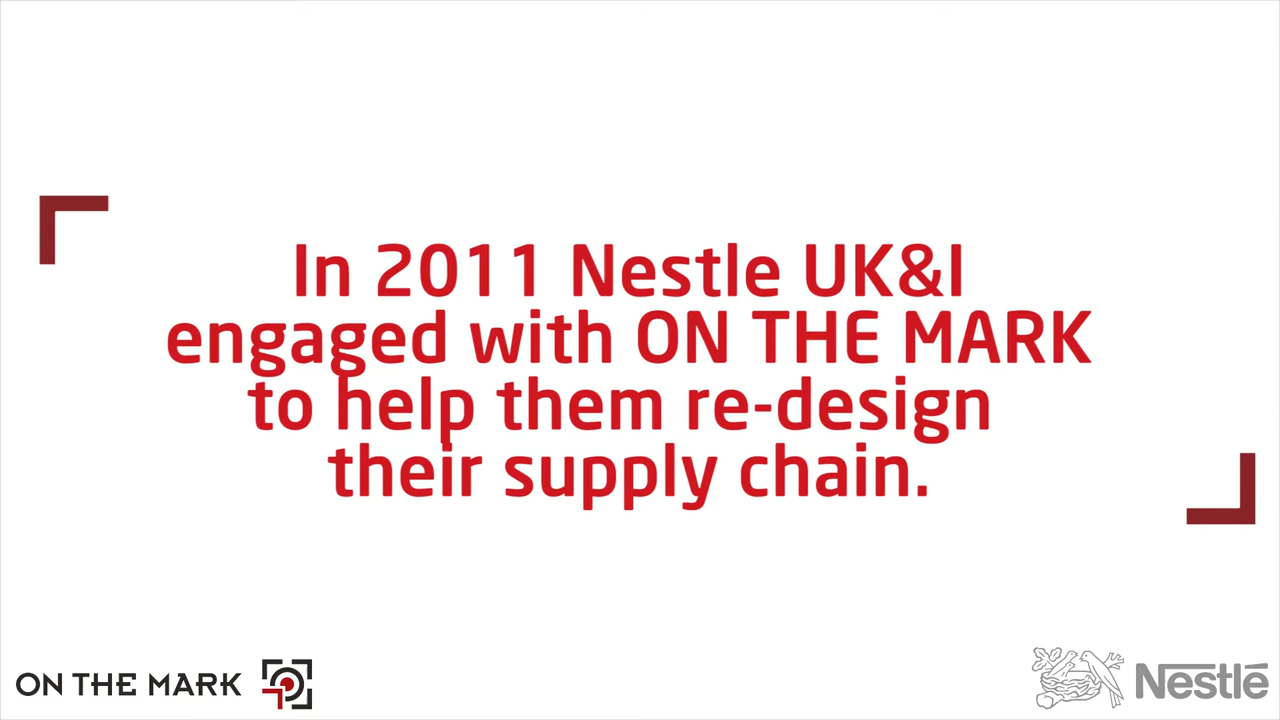 In 2011 Nestle UK&I
engaged with ON THE MARK
to help them re-design
their supply chain.
ON THE MARK
Nestlé